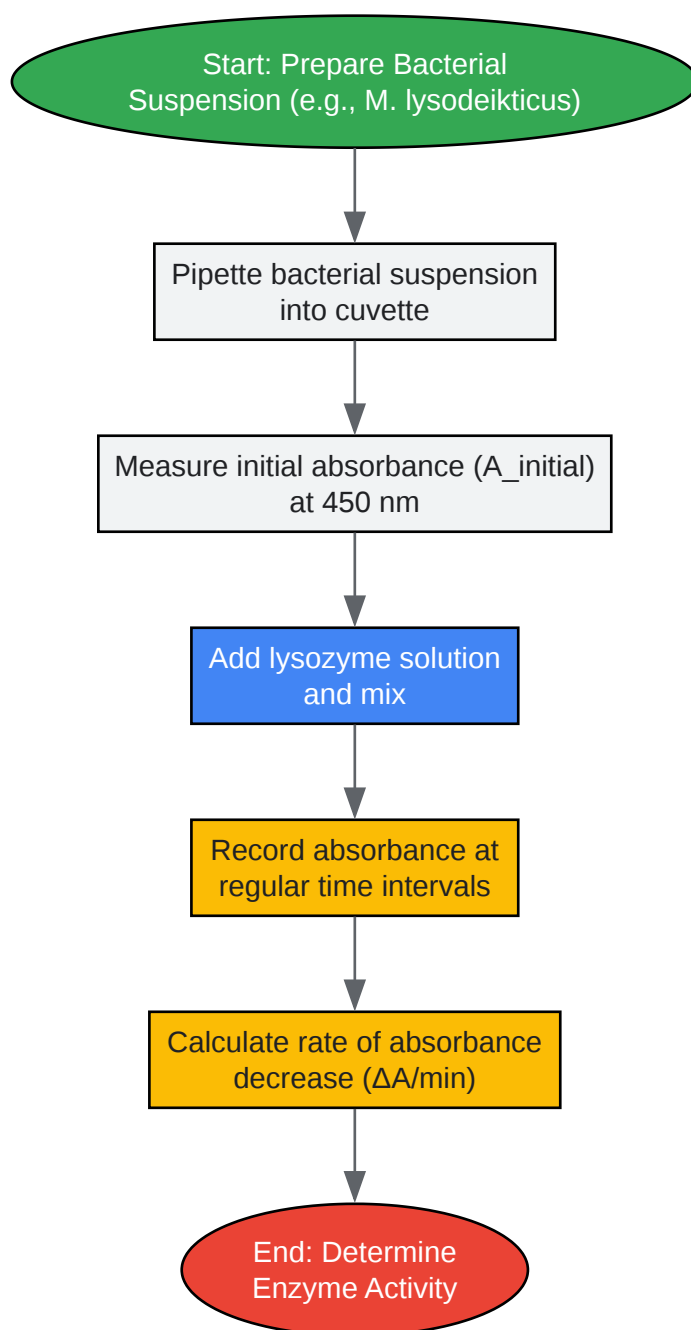 Start: Prepare Bacterial
Suspension (e.g., M. lysodeikticus)
Pipette bacterial suspension
into cuvette
Measure initial absorbance (A_initial)
at 450 nm
Add lysozyme solution
and mix
Record absorbance at
regular time intervals
Calculate rate of absorbance
decrease (ΔA/min)
End: Determine
Enzyme Activity